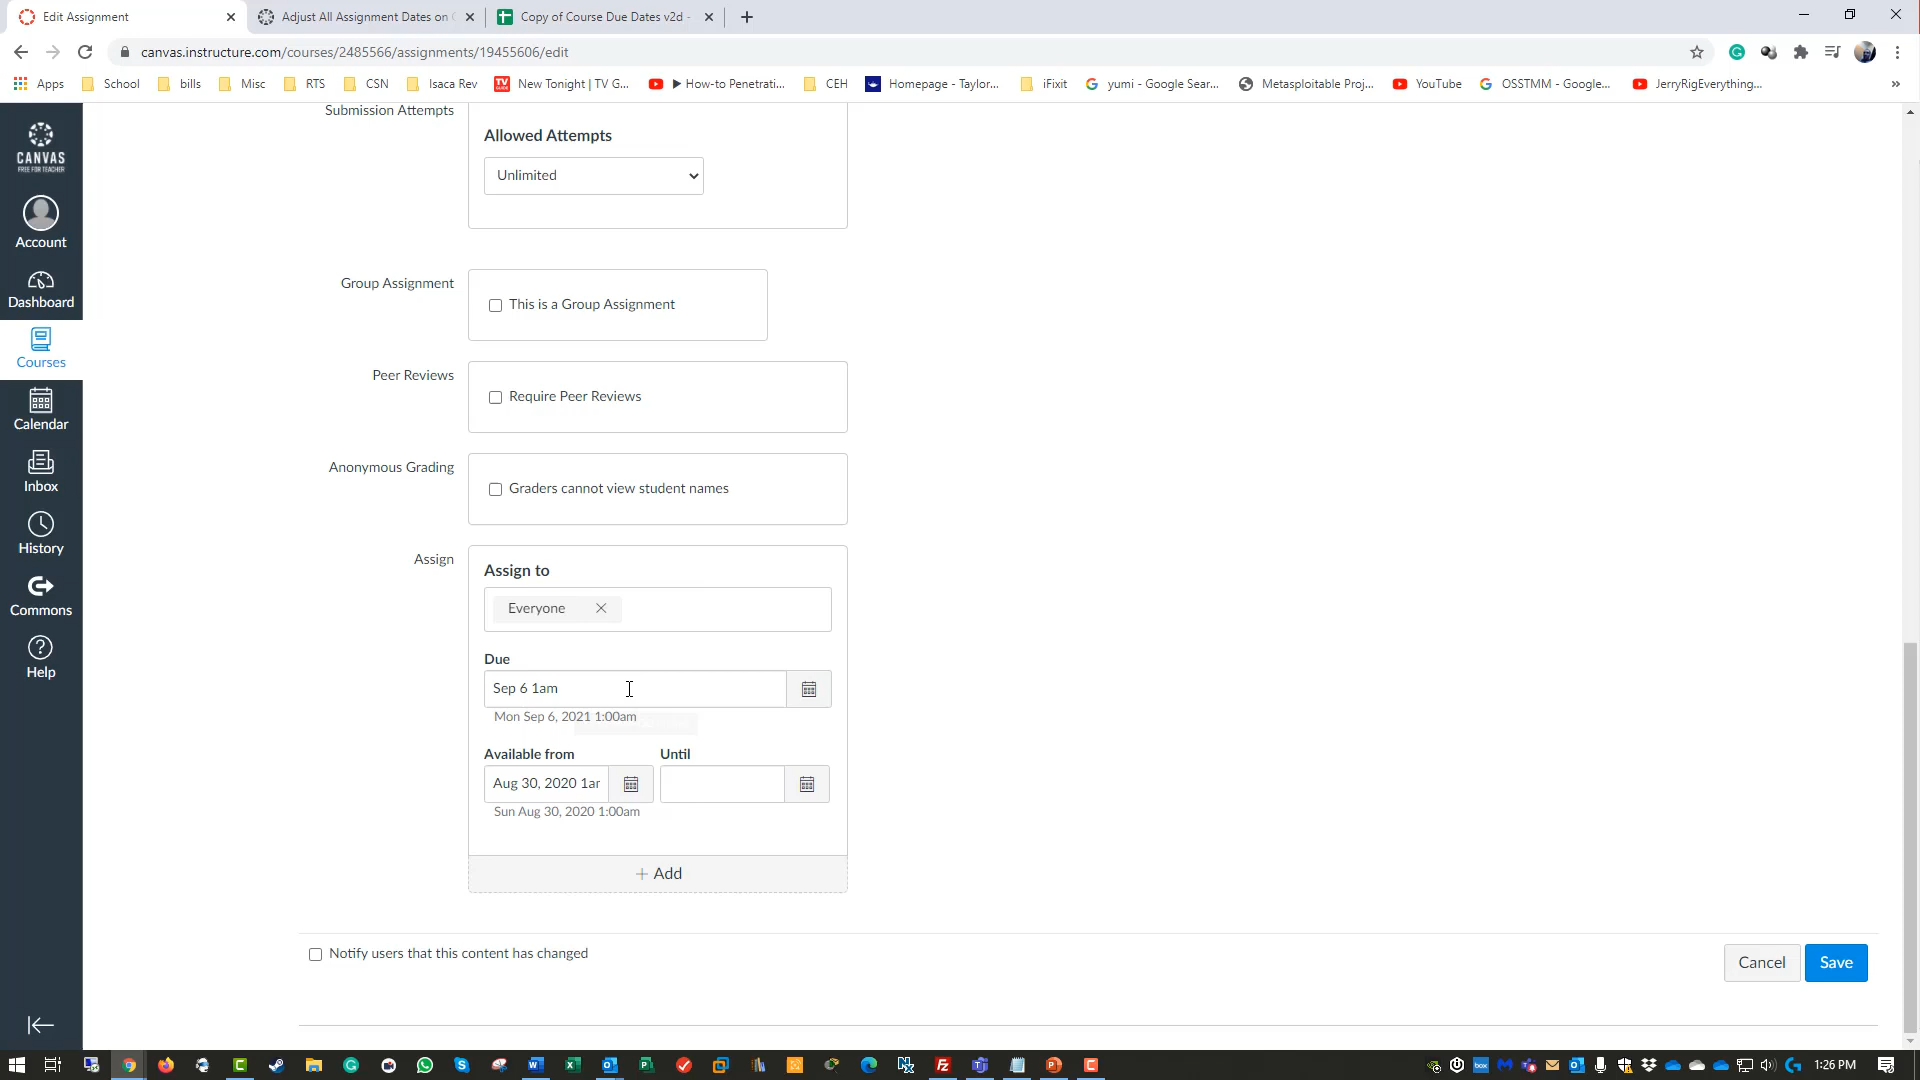 Edit Assignment
Adjust All Assignment Dates on
Copy of Course Due Dates v2d -
canvas.instructure.com/courses/2485566/assignments/19455606/edit
Apps School bills Misc RTS CSN Isaca Rev New Tonight | TV G... ▶ How-to Penetrati... CEH Homepage - Taylor... iFixit yumi - Google Sear... Metasploitable Proj... YouTube OSSTMM - Google... JerryRigEverything... »
CANVAS
FREE FOR TEACHER
Account
Dashboard
Courses
Calendar
Inbox
History
Commons
Help
Submission Attempts
Allowed Attempts
Unlimited
Group Assignment
This is a Group Assignment
Peer Reviews
Require Peer Reviews
Anonymous Grading
Graders cannot view student names
Assign
Assign to
Everyone
Due
Sep 6 1am
Mon Sep 6, 2021 1:00am
Available from Until
Aug 30, 2020 1ar
Sun Aug 30, 2020 1:00am
+ Add
Notify users that this content has changed
Cancel Save
1:26 PM